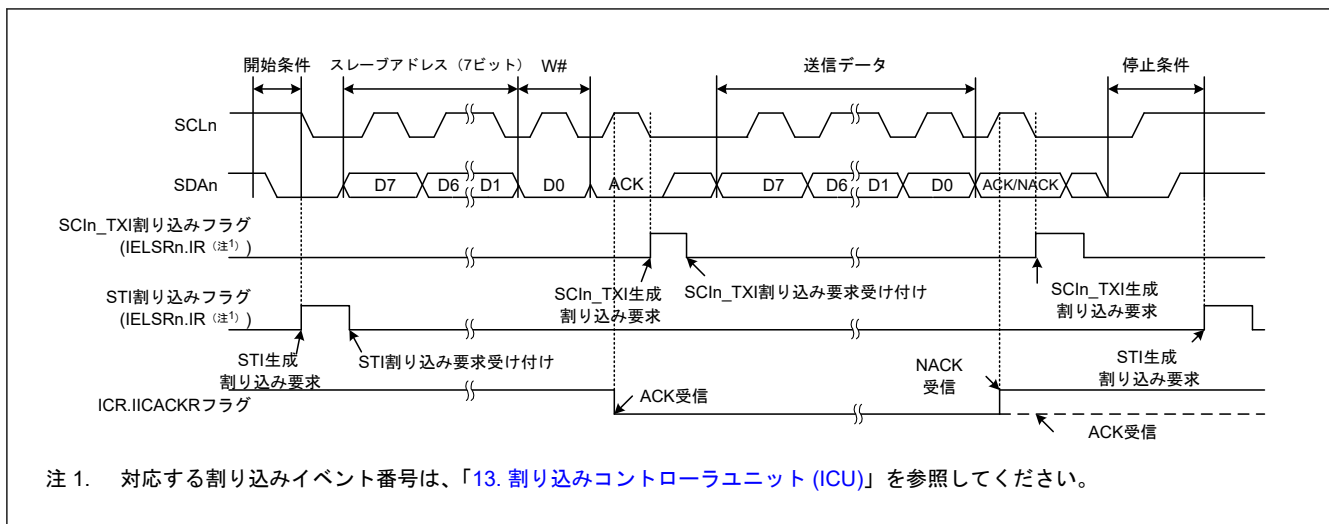 開始条件 スレーブアドレス（7ビット） W# 送信データ 停止条件
SCLn
SDAn D7 D6 D1 D0 ACK D7 D6 D1 D0 ACK/NACK
SCIn_TXI割り込みフラグ
(IELSRn.IR（注1）)
SCIn_TXI生成
割り込み要求
SCIn_TXI割り込み要求受け付け
SCIn_TXI生成
割り込み要求
STI割り込みフラグ
(IELSRn.IR（注1）)
STI生成
割り込み要求
STI割り込み要求受け付け
STI生成
割り込み要求
ICR.IICACKRフラグ
ACK受信
NACK
受信
ACK受信
注 1. 対応する割り込みイベント番号は、「13. 割り込みコントローラユニット (ICU)」を参照してください。